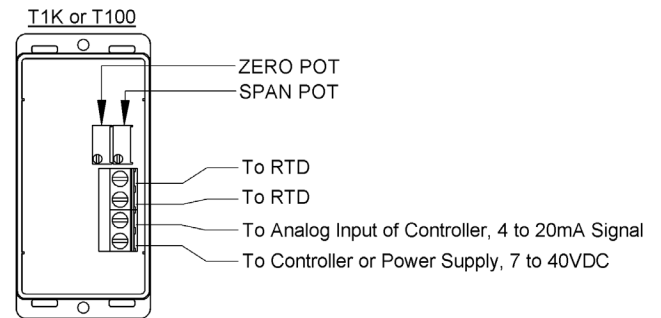 T1K or T100
ZERO POT
SPAN POT
To RTD
To RTD
To Analog Input of Controller, 4 to 20mA Signal
To Controller or Power Supply, 7 to 40VDC